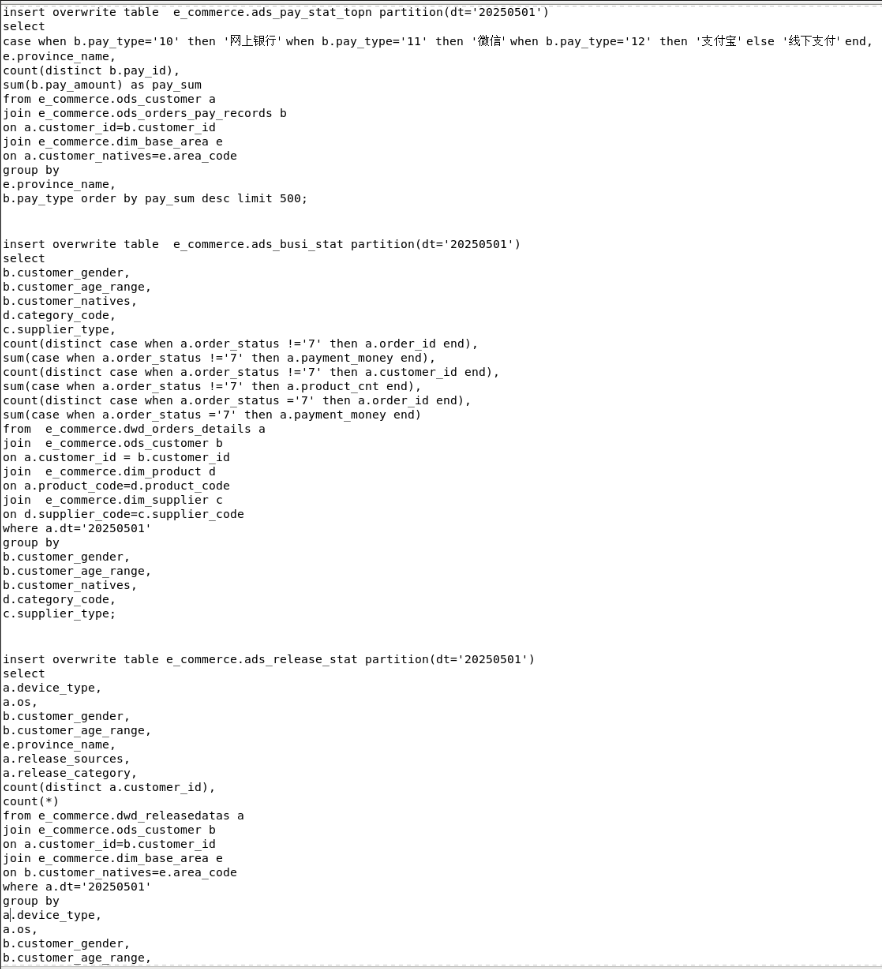 insert overwrite table  e_commerce.ads_pay_stat_topn partition(dt='20250501')
select
case when b.pay_type='10' then '网上银行' when b.pay_type='11' then '微信' when b.pay_type='12' then '支付宝' else '线下支付' end,
e.province_name,
count(distinct b.pay_id),
sum(b.pay_amount) as pay_sum
from e_commerce.ods_customer a
join e_commerce.ods_orders_pay_records b
on a.customer_id=b.customer_id
join e_commerce.dim_base_area e
on a.customer_natives=e.area_code
group by
e.province_name,
b.pay_type order by pay_sum desc limit 500;
insert overwrite table  e_commerce.ads_busi_stat partition(dt='20250501')
select
b.customer_gender,
b.customer_age_range,
b.customer_natives,
d.category_code,
c.supplier_type,
count(distinct case when a.order_status !='7' then a.order_id end),
sum(case when a.order_status !='7' then a.payment_money end),
count(distinct case when a.order_status !='7' then a.customer_id end),
sum(case when a.order_status !='7' then a.product_cnt end),
count(distinct case when a.order_status ='7' then a.order_id end),
sum(case when a.order_status ='7' then a.payment_money end)
from  e_commerce.dwd_orders_details a
join  e_commerce.ods_customer b
on a.customer_id = b.customer_id
join  e_commerce.dim_product d
on a.product_code=d.product_code
join  e_commerce.dim_supplier c
on d.supplier_code=c.supplier_code
where a.dt='20250501'
group by
b.customer_gender,
b.customer_age_range,
b.customer_natives,
d.category_code,
c.supplier_type;
insert overwrite table e_commerce.ads_release_stat partition(dt='20250501')
select
a.device_type,
a.os,
b.customer_gender,
b.customer_age_range,
e.province_name,
a.release_sources,
a.release_category,
count(distinct a.customer_id),
count(*)
from e_commerce.dwd_releasedatas a
join e_commerce.ods_customer b
on a.customer_id=b.customer_id
join e_commerce.dim_base_area e
on b.customer_natives=e.area_code
where a.dt='20250501'
group by
a.device_type,
a.os,
b.customer_gender,
b.customer_age_range,